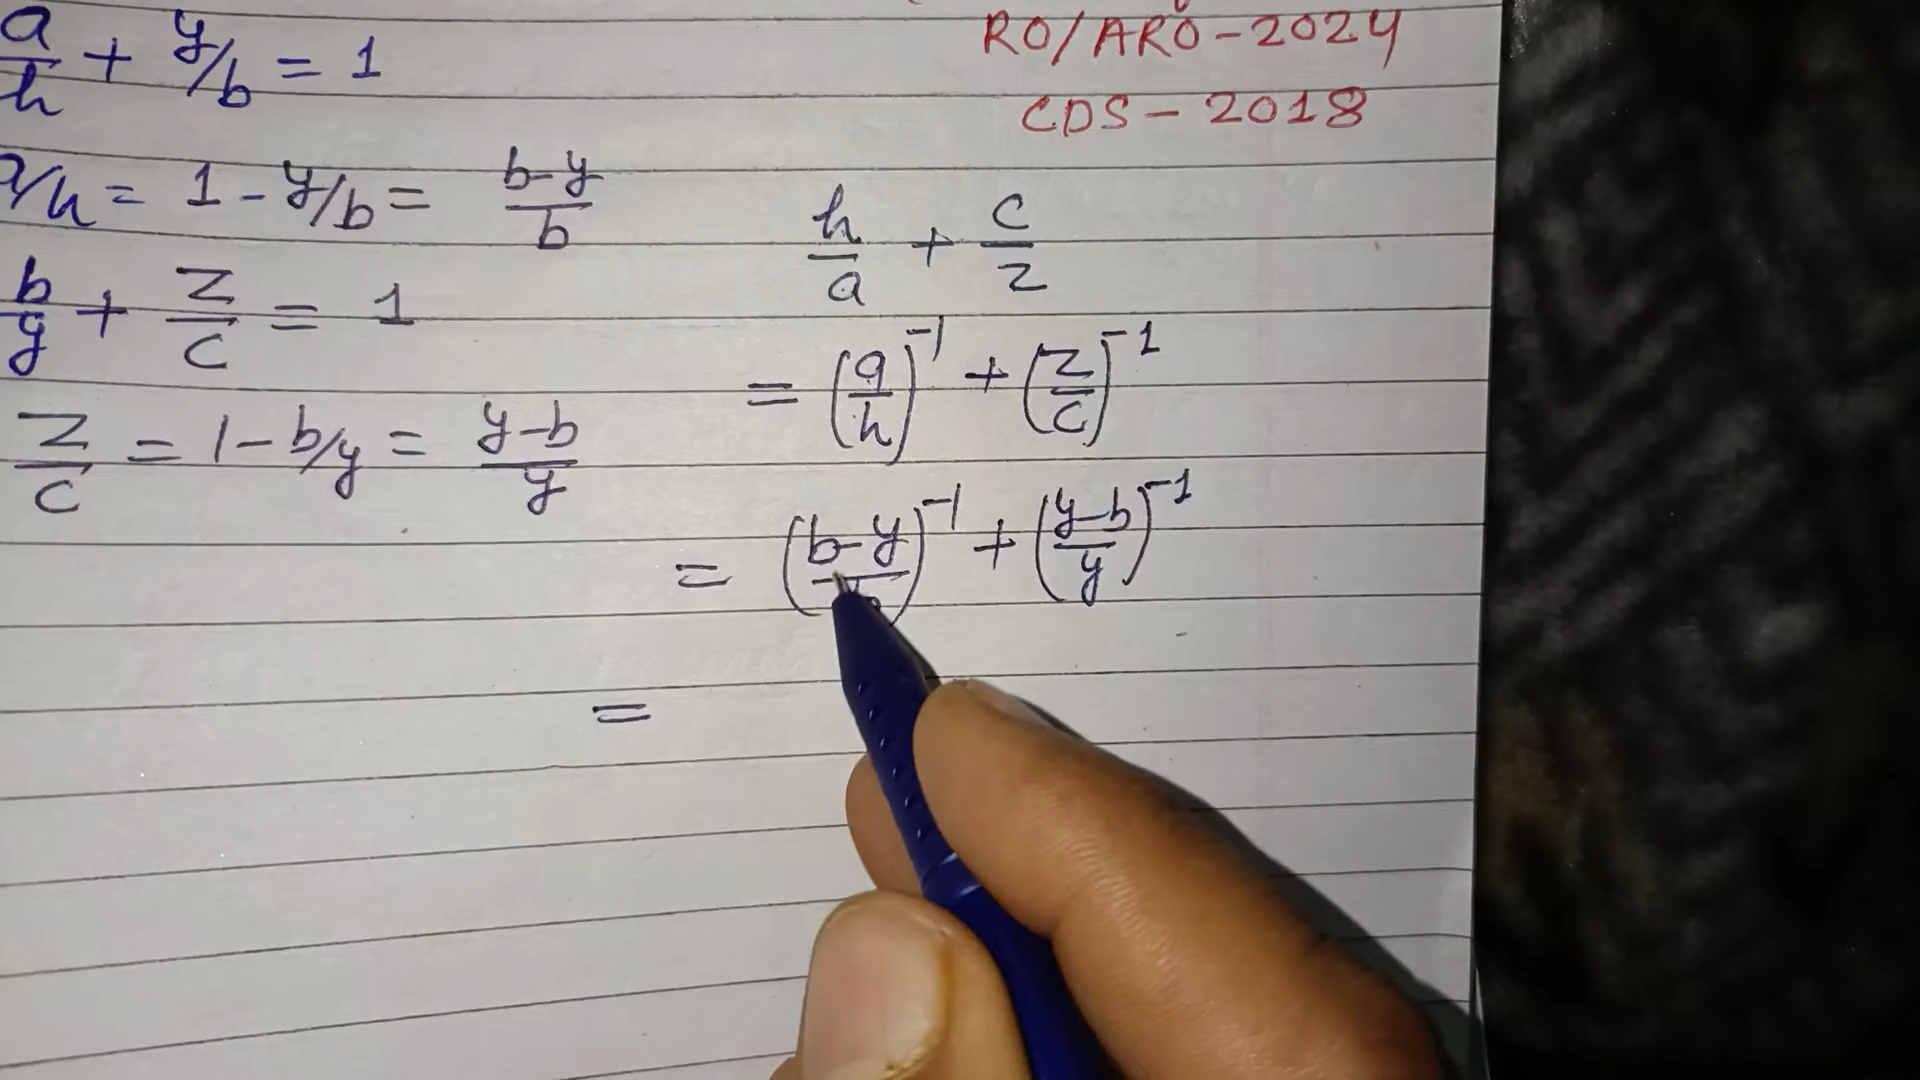 RO/ARO-2024
CDS-2018
a/h + y/b = 1
a/h = 1 - y/b = b-y/b
b/y + z/c = 1
z/c = 1 - b/y = y-b/y
h/a + c/z
= (a/h)^-1 + (z/c)^-1
= (b-y/b)^-1 + (y-b/y)^-1
=